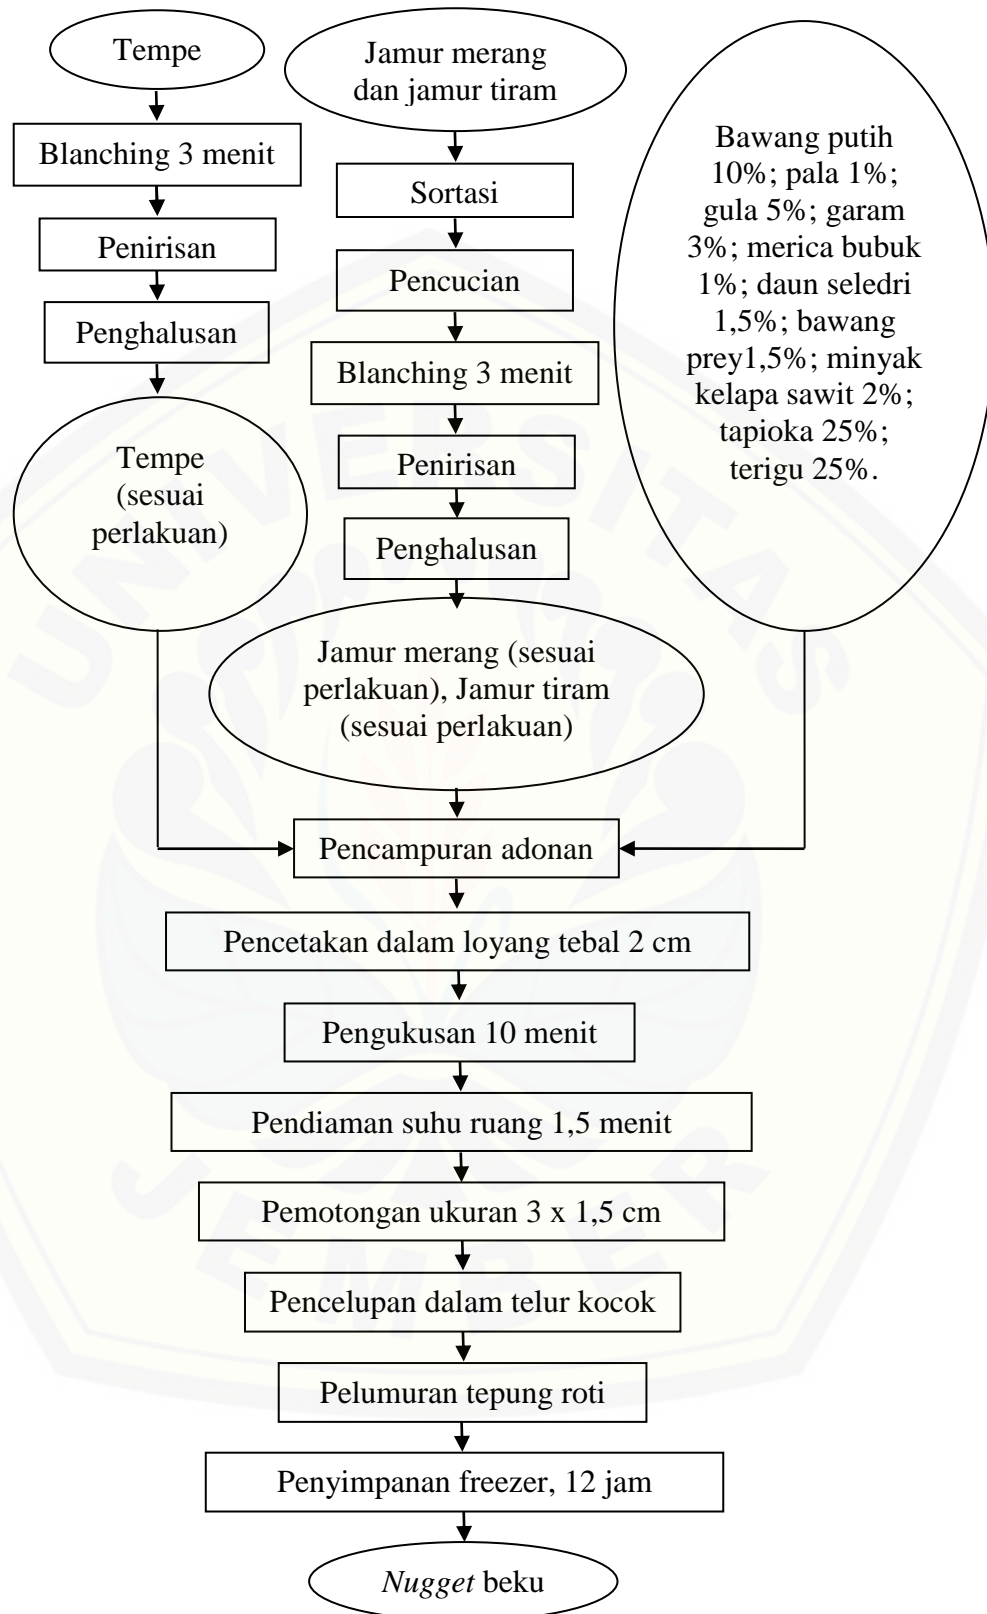 Tempe
Blanching 3 menit
Penirisan
Penghalusan
Tempe
(sesuai
perlakuan)
Jamur merang
dan jamur tiram
Sortasi
Pencucian
Blanching 3 menit
Penirisan
Penghalusan
Jamur merang (sesuai
perlakuan), Jamur tiram
(sesuai perlakuan)
Bawang putih
10%; pala 1%;
gula 5%; garam
3%; merica bubuk
1%; daun seledri
1,5%; bawang
prey1,5%; minyak
kelapa sawit 2%;
tapioka 25%;
terigu 25%.
Pencampuran adonan
Pencetakan dalam loyang tebal 2 cm
Pengukusan 10 menit
Pendiaman suhu ruang 1,5 menit
Pemotongan ukuran 3 x 1,5 cm
Pencelupan dalam telur kocok
Pelumuran tepung roti
Penyimpanan freezer, 12 jam
Nugget beku
UNIVERSITAS
JEMBER